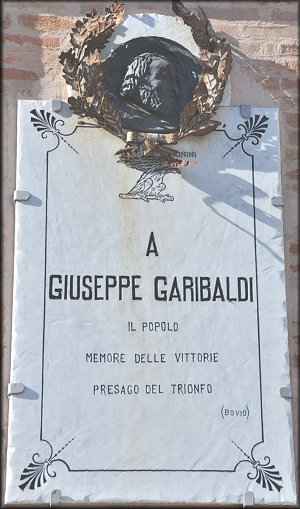 A
GIUSEPPE GARIBALDI
IL POPOLO
MEMORE DELLE VITTORIE
PRESAGO DEL TRIONFO
(BOVIO)